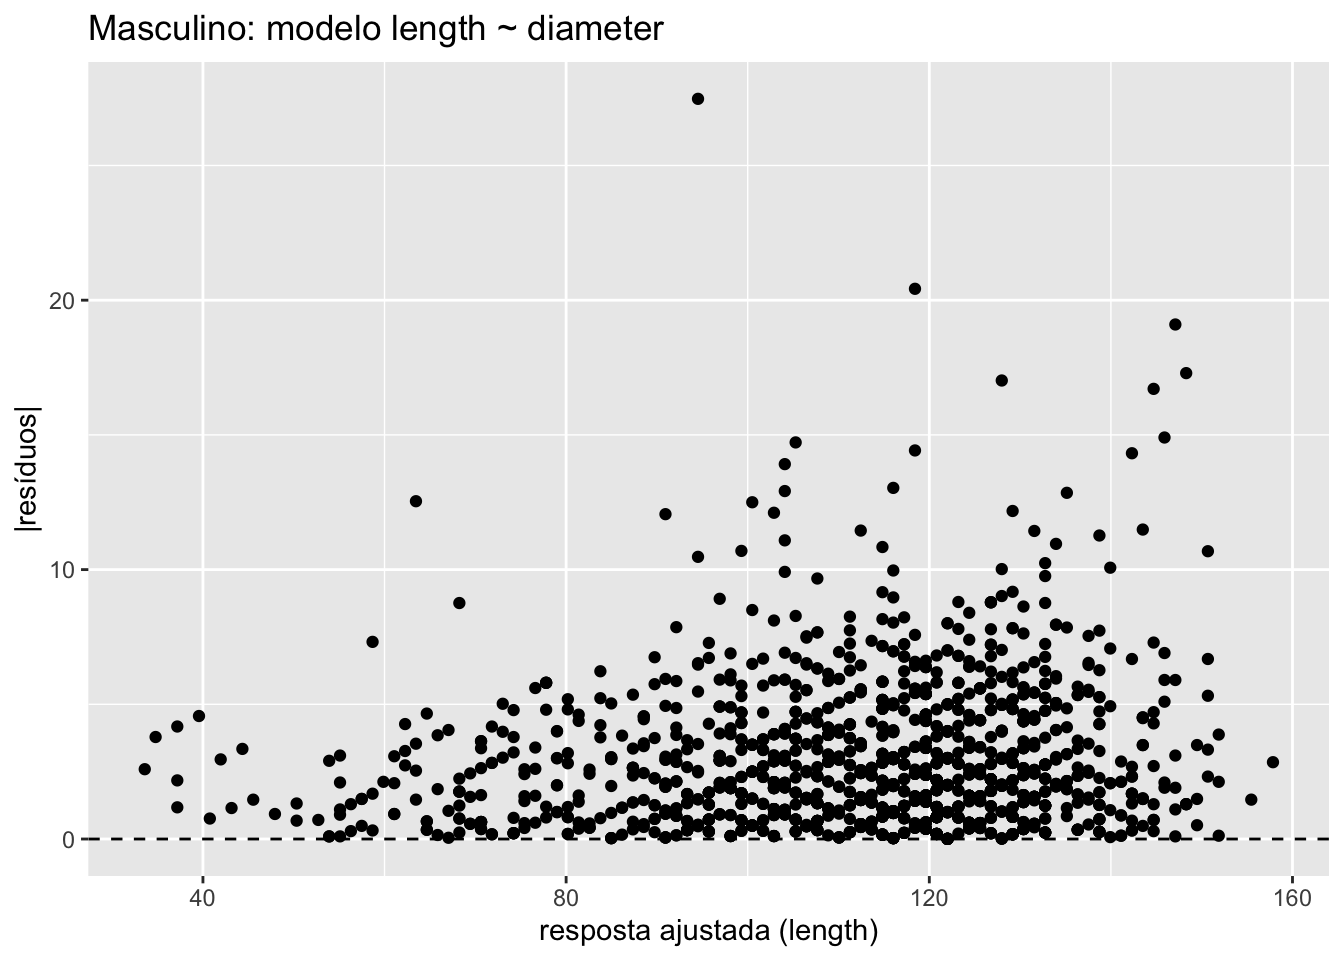 Masculino: modelo length ~ diameter
|resíduos|
20
10
0
40 80 120 160
resposta ajustada (length)